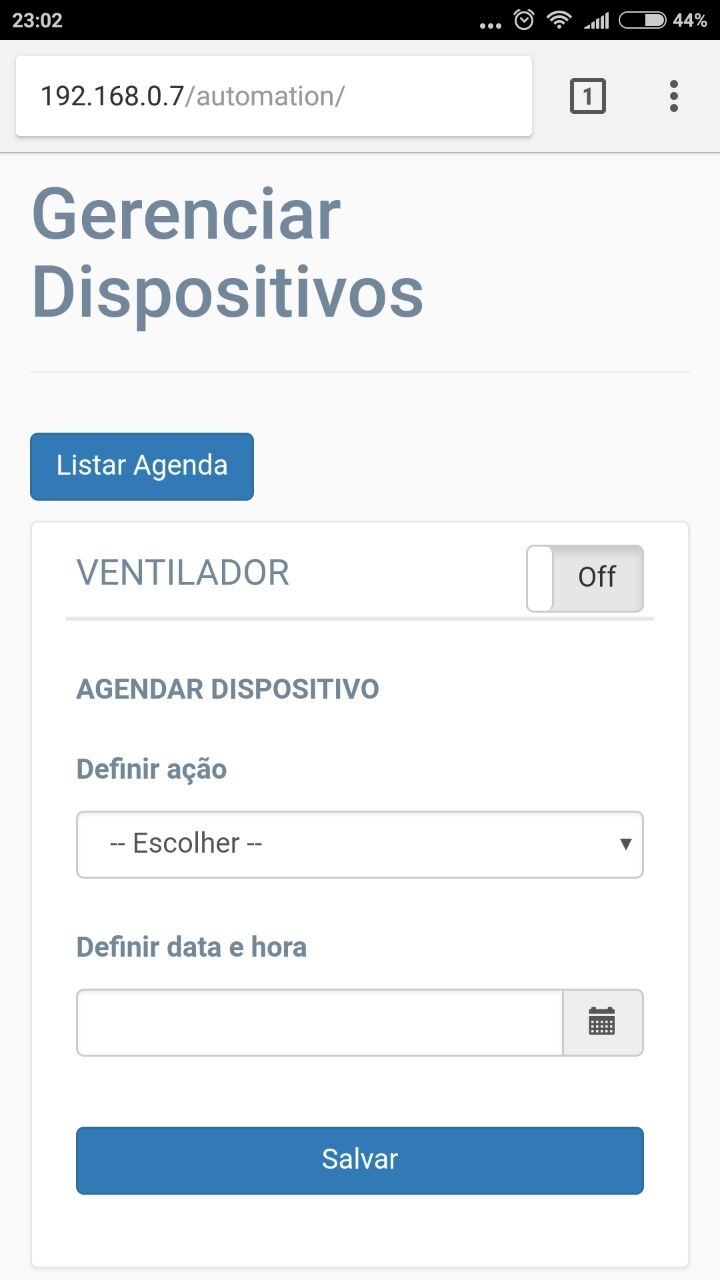 23:02
44%
192.168.0.7/automation/
1
Gerenciar
Dispositivos
Listar Agenda
VENTILADOR
Off
AGENDAR DISPOSITIVO
Definir ação
-- Escolher --
Definir data e hora
Salvar